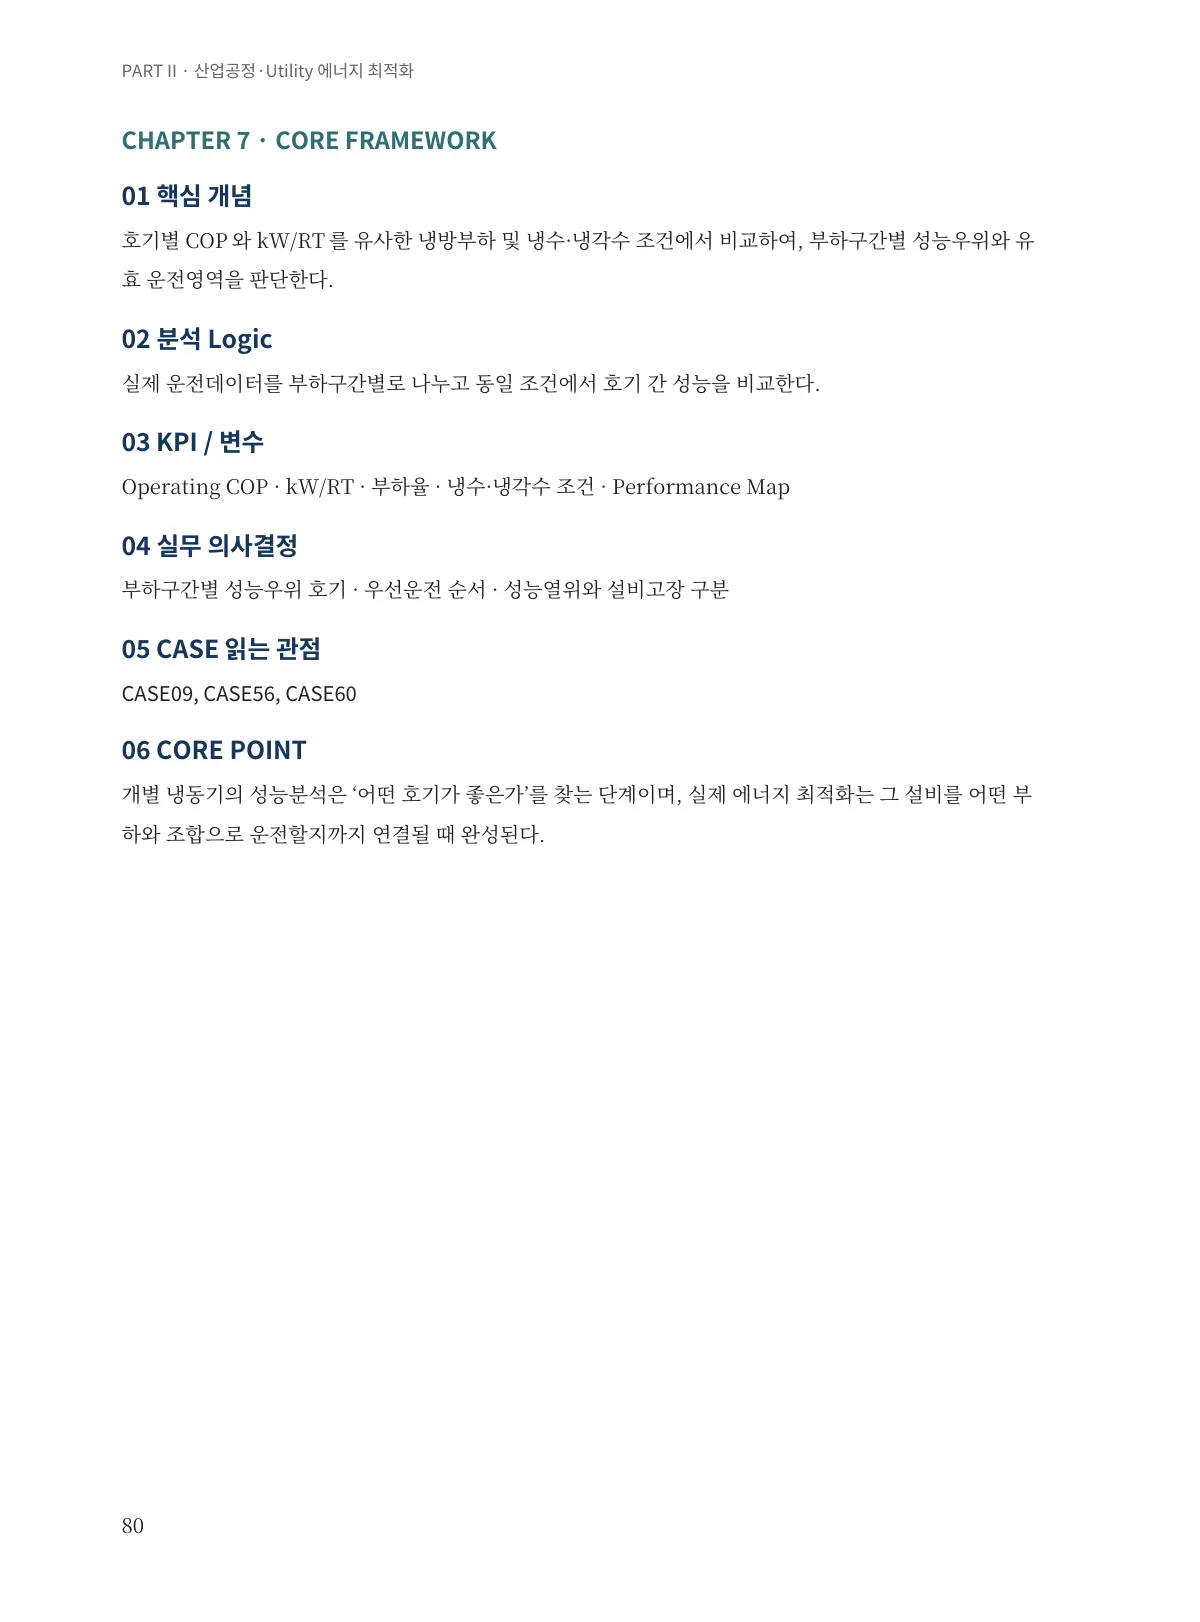 PART II · 산업공정·Utility 에너지 최적화
CHAPTER 7 · CORE FRAMEWORK
01 핵심 개념
호기별 COP와 kW/RT를 유사한 냉방부하 및 냉수·냉각수 조건에서 비교하여, 부하구간별 성능우위와 유
효 운전영역을 판단한다.
02 분석 Logic
실제 운전데이터를 부하구간별로 나누고 동일 조건에서 호기 간 성능을 비교한다.
03 KPI / 변수
Operating COP · kW/RT · 부하율 · 냉수·냉각수 조건 · Performance Map
04 실무 의사결정
부하구간별 성능우위 호기 · 우선운전 순서 · 성능열위와 설비고장 구분
05 CASE 읽는 관점
CASE09, CASE56, CASE60
06 CORE POINT
개별 냉동기의 성능분석은 ‘어떤 호기가 좋은가’를 찾는 단계이며, 실제 에너지 최적화는 그 설비를 어떤 부
하와 조합으로 운전할지까지 연결될 때 완성된다.
80